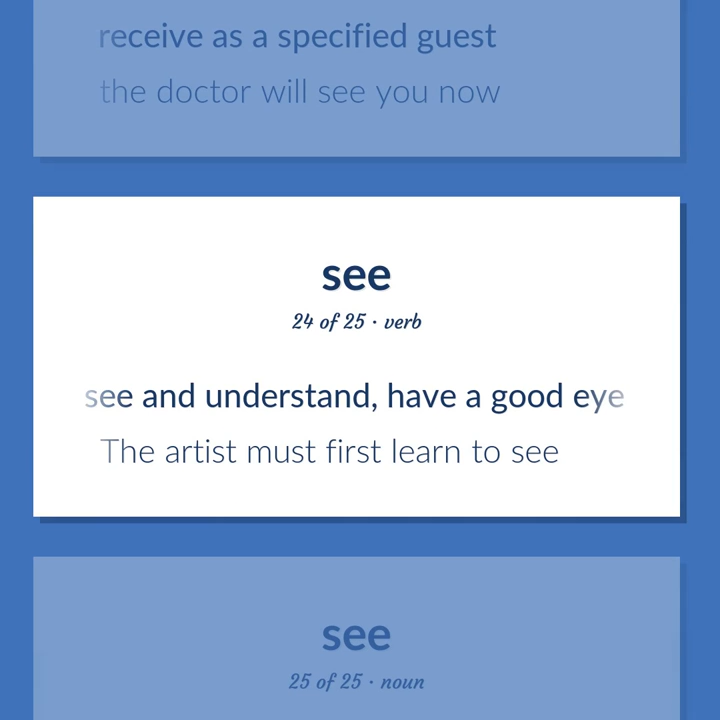 receive as a specified guest
the doctor will see you now
see
24 of 25 · verb
see and understand, have a good eye
The artist must first learn to see
see
25 of 25 · noun